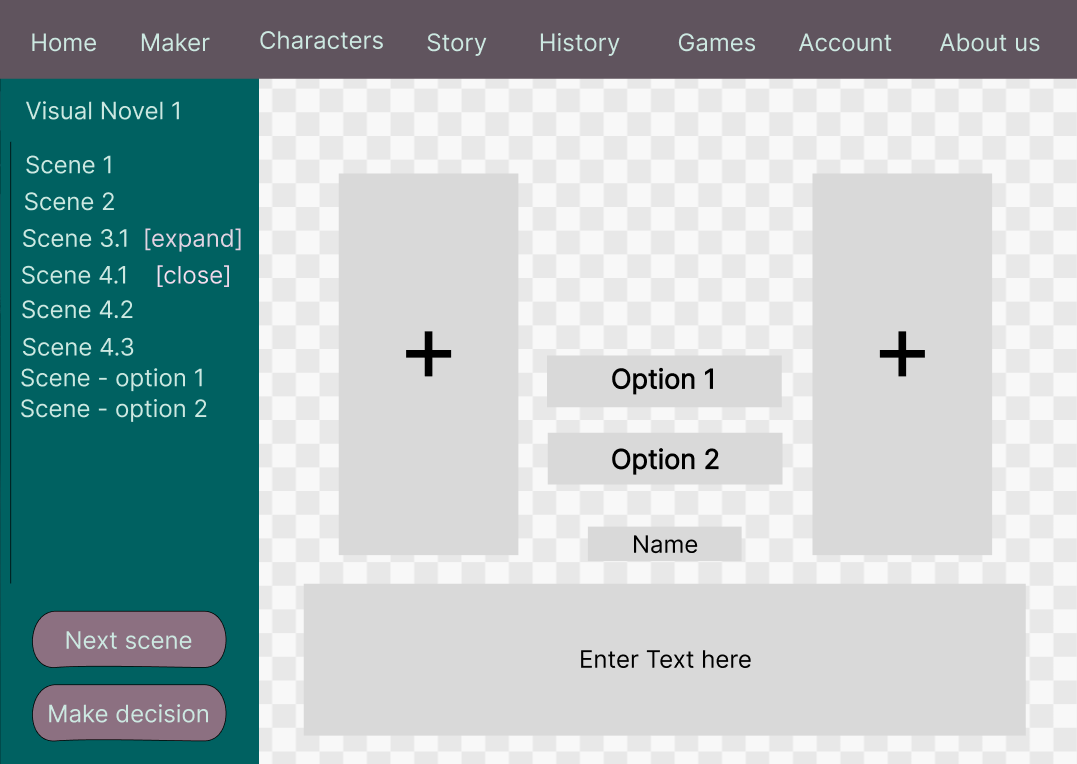 Home Maker Characters Story History Games Account About us
Visual Novel 1
Scene 1
Scene 2
Scene 3.1 [expand]
Scene 4.1 [close]
Scene 4.2
Scene 4.3
Scene - option 1
Scene - option 2
Next scene
Make decision
+ +
Option 1
Option 2
Name
Enter Text here